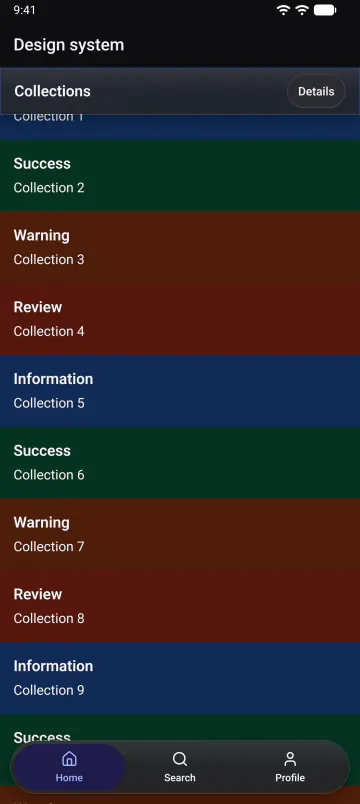 9:41
Design system
Collections
Details
Collection 1
Success
Collection 2
Warning
Collection 3
Review
Collection 4
Information
Collection 5
Success
Collection 6
Warning
Collection 7
Review
Collection 8
Information
Collection 9
Success
Home
Search
Profile